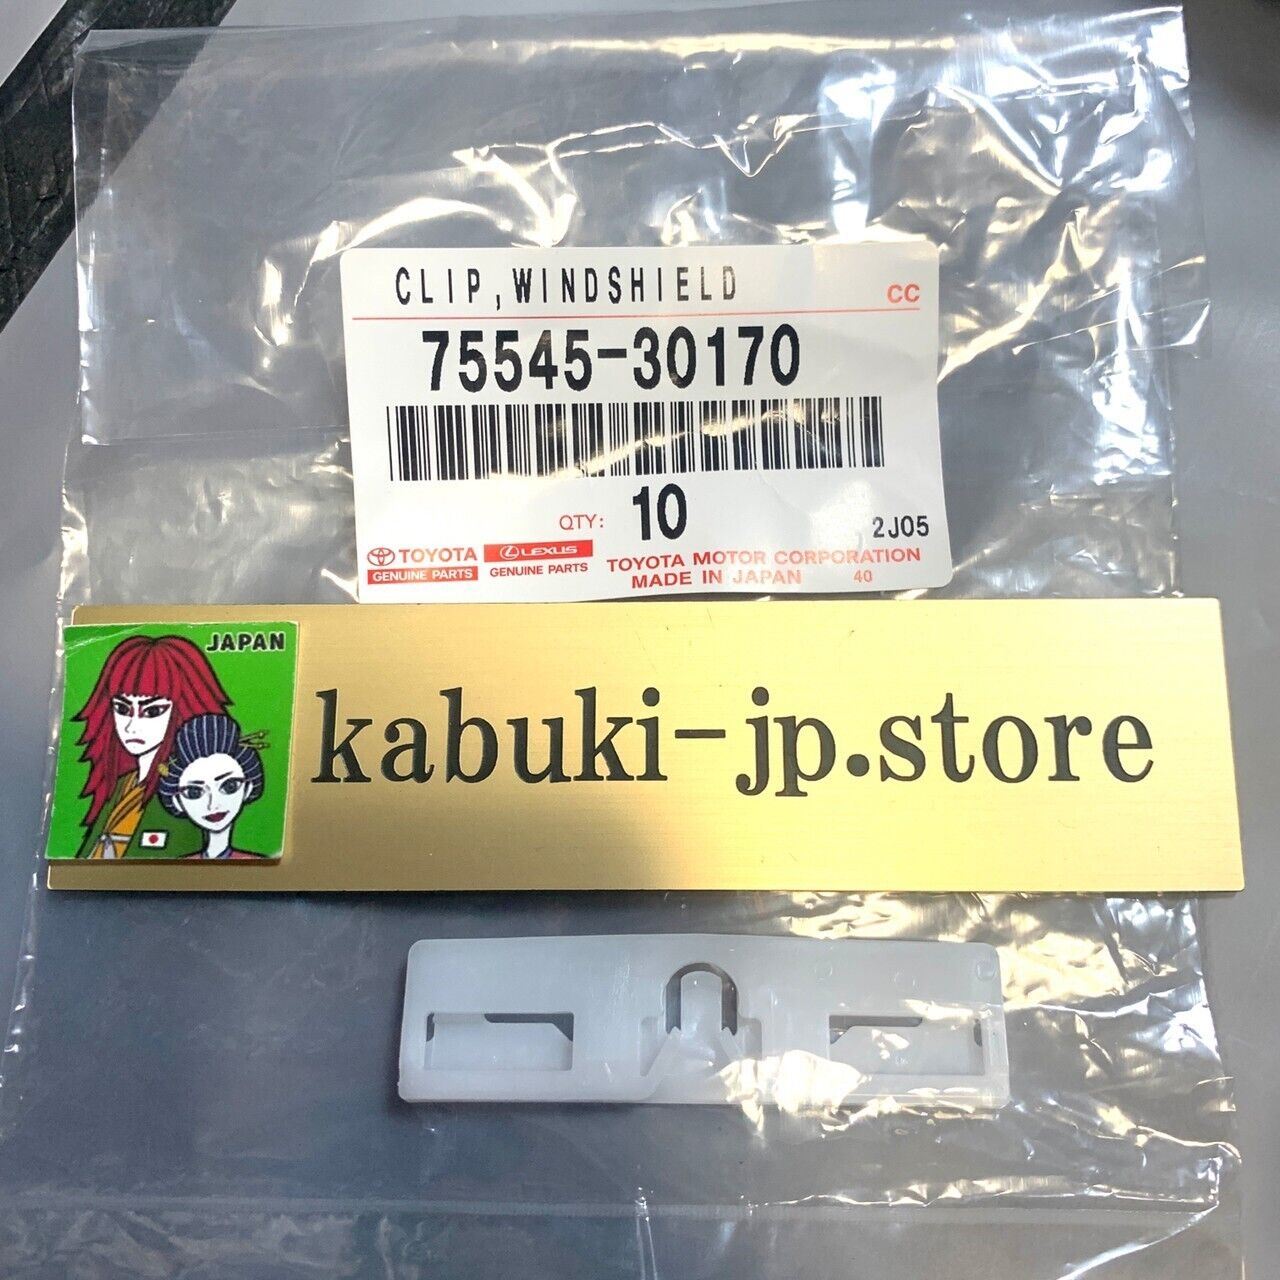 CLIP,WINDSHIELD
CC
75545-30170
QTY: 10
2J05
TOYOTA
GENUINE PARTS
LEXUS
GENUINE PARTS
TOYOTA MOTOR CORPORATION
MADE IN JAPAN 40
JAPAN
kabuki-jp.store